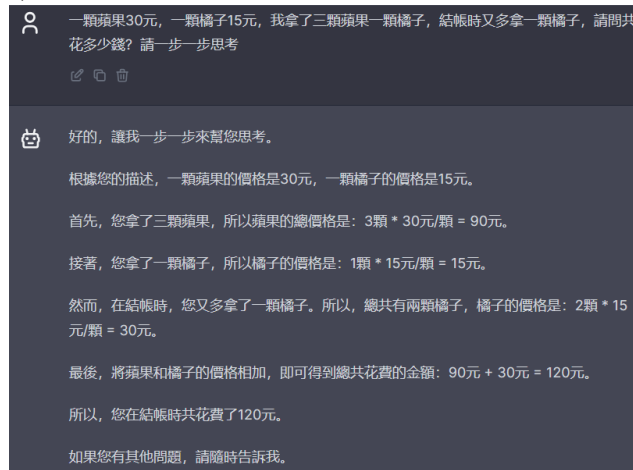 一顆蘋果30元，一顆橘子15元，我拿了三顆蘋果一顆橘子，結帳時又多拿一顆橘子，請問共
花多少錢？請一步一步思考
好的，讓我一步一步來幫您思考。
根據您的描述，一顆蘋果的價格是30元，一顆橘子的價格是15元。
首先，您拿了三顆蘋果，所以蘋果的總價格是：3顆 * 30元/顆 = 90元。
接著，您拿了一顆橘子，所以橘子的價格是：1顆 * 15元/顆 = 15元。
然而，在結帳時，您又多拿了一顆橘子。所以，總共有兩顆橘子，橘子的價格是：2顆 * 15
元/顆 = 30元。
最後，將蘋果和橘子的價格相加，即可得到總共花費的金額：90元 + 30元 = 120元。
所以，您在結帳時共花費了120元。
如果您有其他問題，請隨時告訴我。